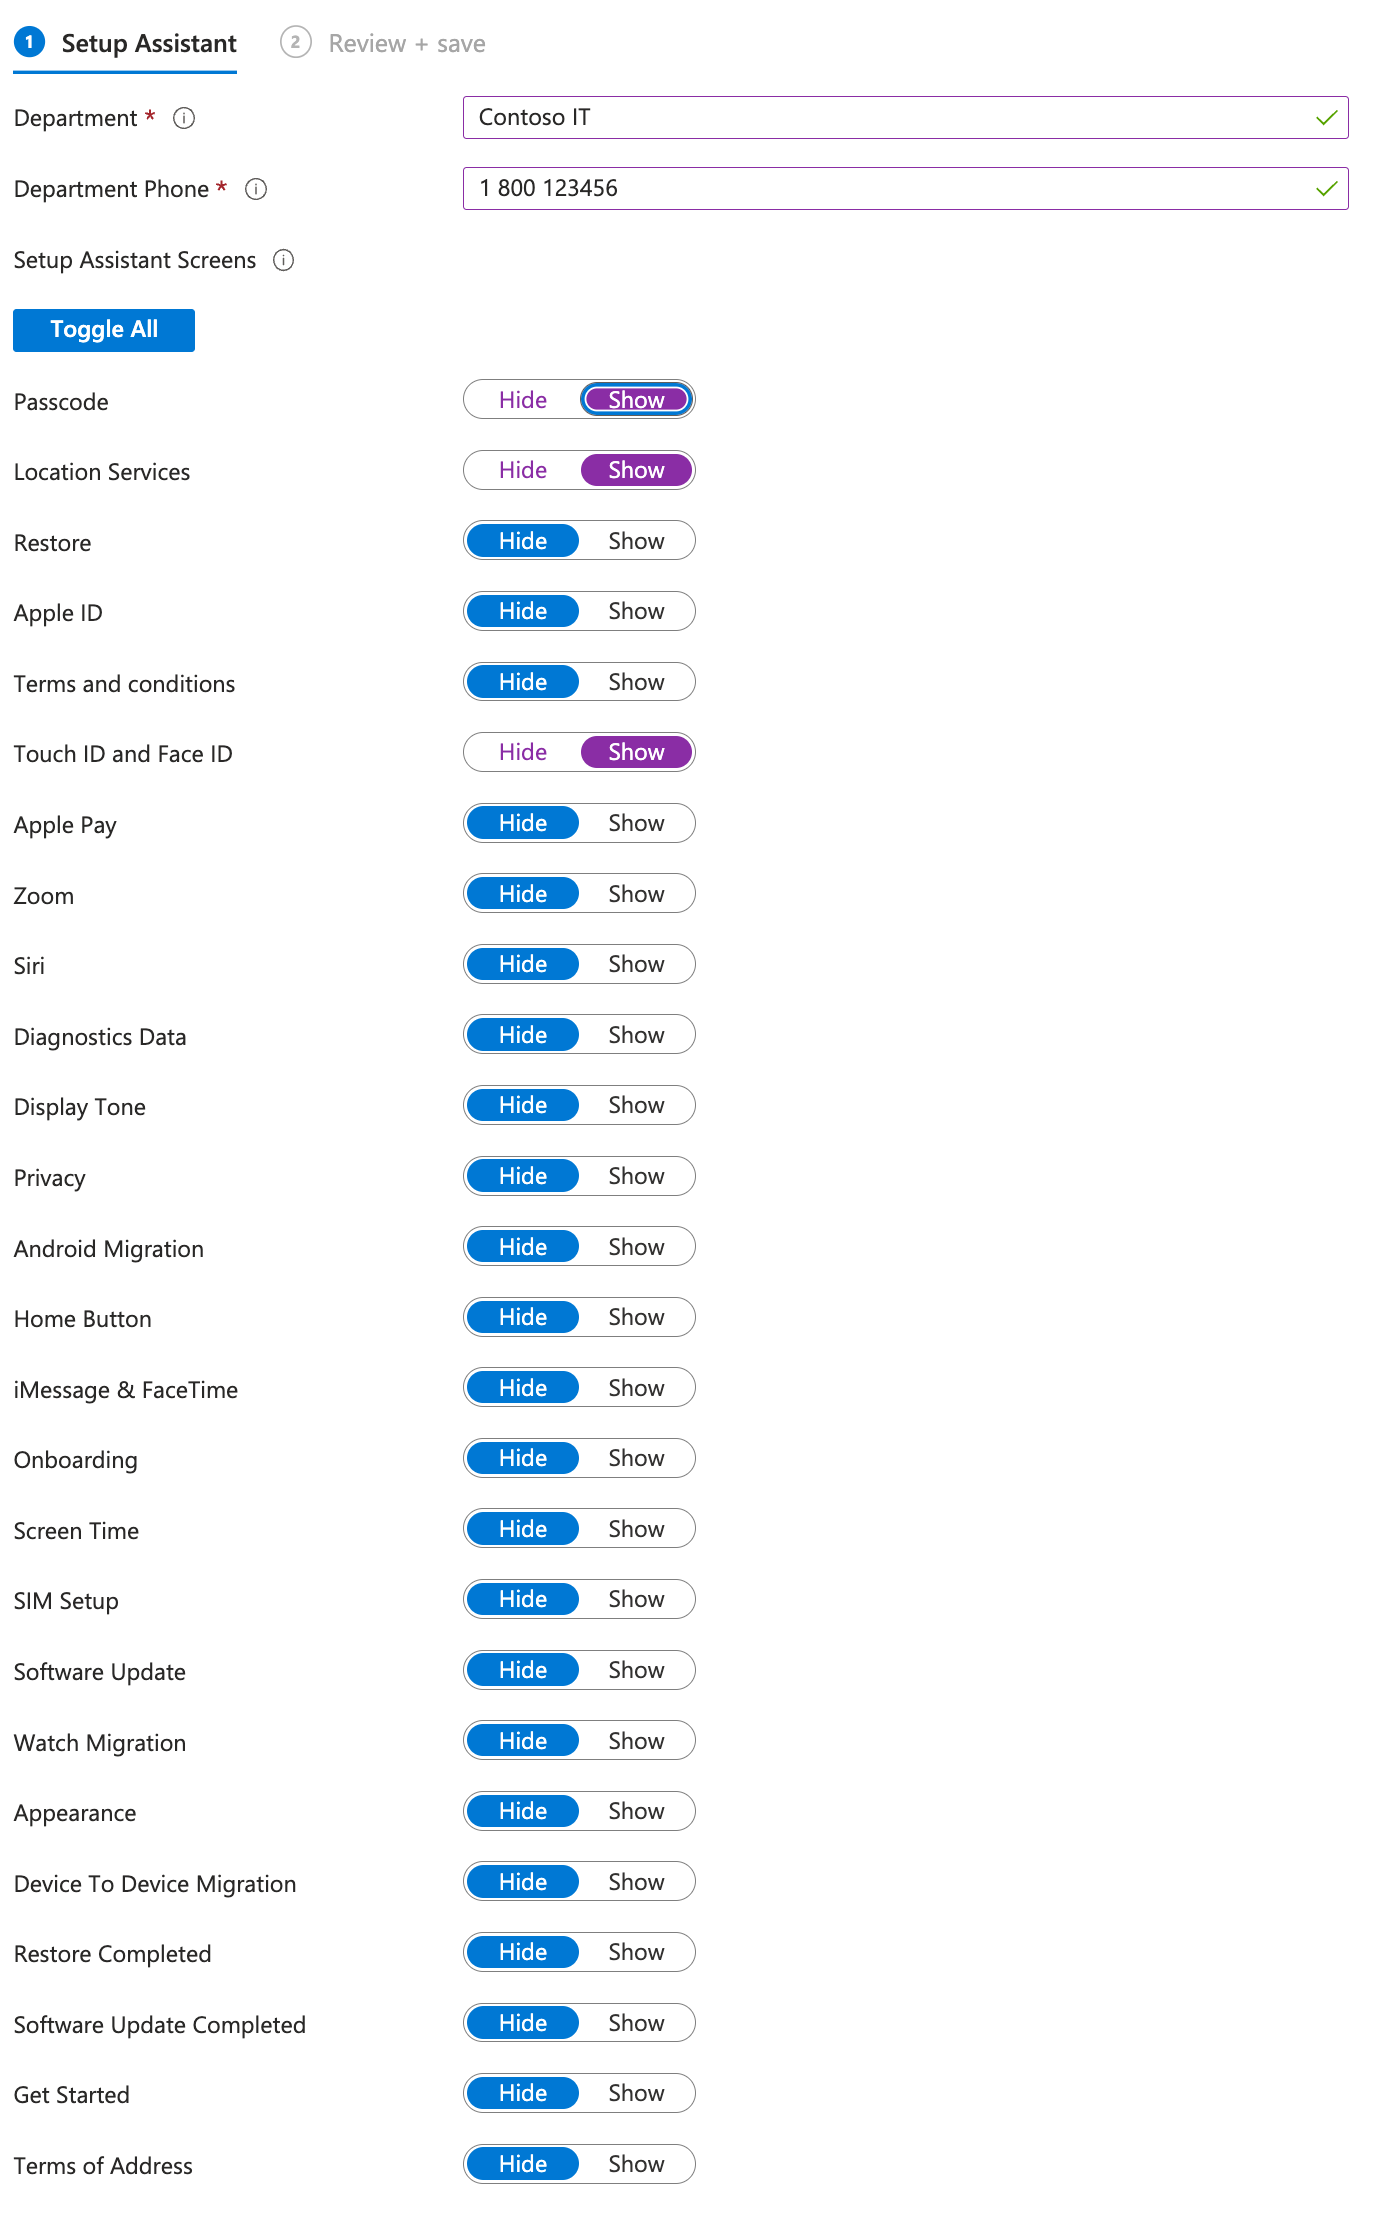 1 Setup Assistant 2 Review + save
Department * Contoso IT
Department Phone * 1 800 123456
Setup Assistant Screens
Toggle All
Passcode Hide Show
Location Services Hide Show
Restore Hide Show
Apple ID Hide Show
Terms and conditions Hide Show
Touch ID and Face ID Hide Show
Apple Pay Hide Show
Zoom Hide Show
Siri Hide Show
Diagnostics Data Hide Show
Display Tone Hide Show
Privacy Hide Show
Android Migration Hide Show
Home Button Hide Show
iMessage & FaceTime Hide Show
Onboarding Hide Show
Screen Time Hide Show
SIM Setup Hide Show
Software Update Hide Show
Watch Migration Hide Show
Appearance Hide Show
Device To Device Migration Hide Show
Restore Completed Hide Show
Software Update Completed Hide Show
Get Started Hide Show
Terms of Address Hide Show